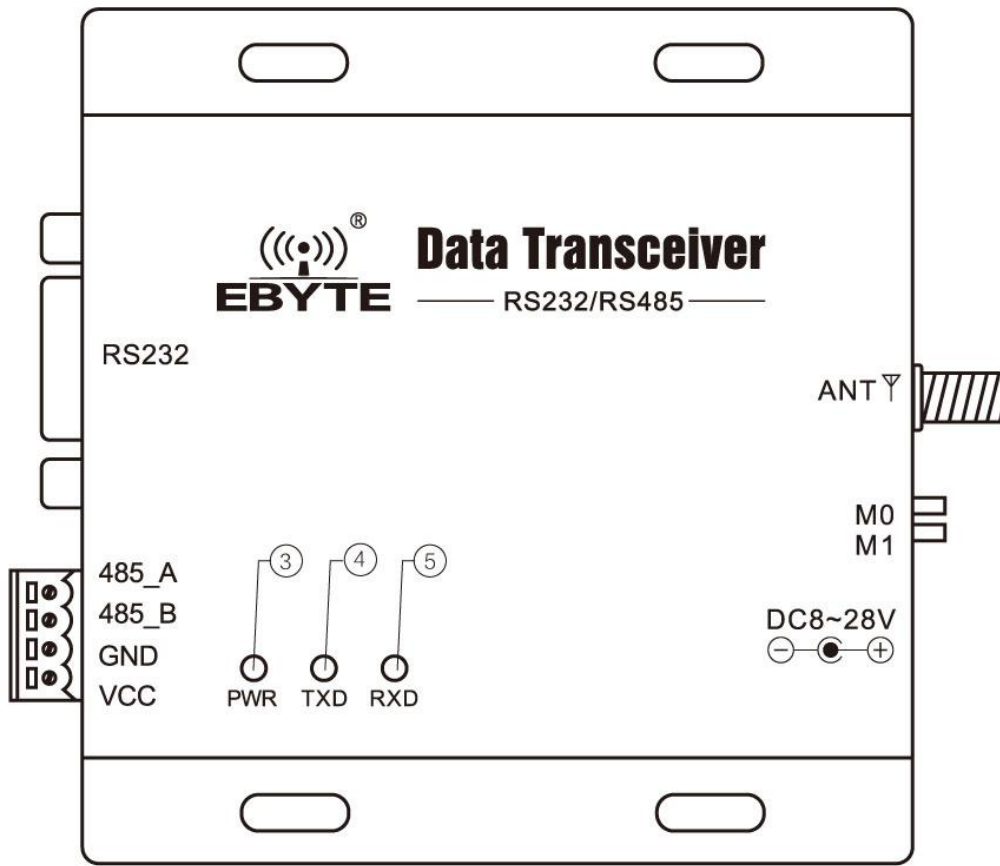 ®
EBYTE
Data Transceiver
RS232/RS485
RS232
ANT
M0
M1
485_A
485_B
GND
VCC
③ ④ ⑤
PWR TXD RXD
DC8~28V
− +